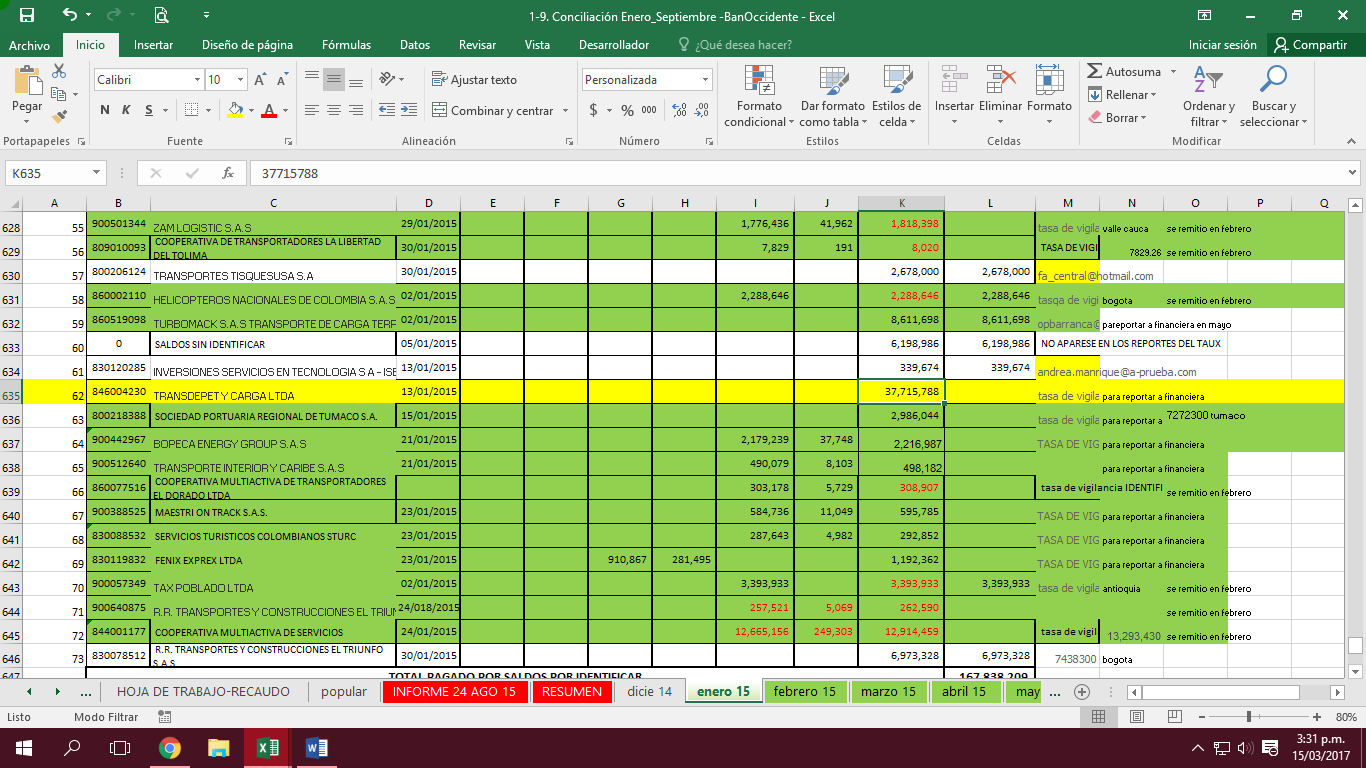 1-9. Conciliación Enero_Septiembre -BanOccidente - Excel
Archivo Inicio Insertar Diseño de página Fórmulas Datos Revisar Vista Desarrollador ¿Qué desea hacer? Iniciar sesión Compartir
Pegar Calibri 10 Ajustar texto Personalizada Formato condicional Dar formato como tabla Estilos de celda Insertar Eliminar Formato Autosuma Ordenar y filtrar Buscar y seleccionar
N K S Combinar y centrar $ % 000 Rellenar
Borrar
Portapapeles Fuente Alineación Número Estilos Celdas Modificar
K635 fx 37715788
A B C D E F G H I J K L M N O P Q
628 55 900501344 ZAM LOGISTIC S.A.S 29/01/2015 1,776,436 41,962 1,818,398 tasa de vigila valle cauca se remitio en febrero
629 56 809010093 COOPERATIVA DE TRANSPORTADORES LA LIBERTAD DEL TOLIMA 30/01/2015 7,829 191 8,020 TASA DE VIGI 7829.26 se remitio en febrero
630 57 800206124 TRANSPORTES TISQUESUSA S.A 30/01/2015 2,678,000 2,678,000 fa_central@hotmail.com
631 58 860002110 HELICOPTEROS NACIONALES DE COLOMBIA S.A.S 02/01/2015 2,288,646 2,288,646 2,288,646 tasqa de vigi bogota se remitio en febrero
632 59 860519098 TURBOMACK S.A.S TRANSPORTE DE CARGA TERF 02/01/2015 8,611,698 8,611,698 opbarranca@ pareportar a financiera en mayo
633 60 0 SALDOS SIN IDENTIFICAR 05/01/2015 6,198,986 6,198,986 NO APARESE EN LOS REPORTES DEL TAUX
634 61 830120285 INVERSIONES SERVICIOS EN TECNOLOGIA S A - ISE 13/01/2015 339,674 339,674 andrea.manrique@a-prueba.com
635 62 846004230 TRANSDEPET Y CARGA LTDA 13/01/2015 37,715,788 tasa de vigila para reportar a financiera
636 63 800218388 SOCIEDAD PORTUARIA REGIONAL DE TUMACO S.A. 15/01/2015 2,986,044 tasa de vigila para reportar a 7272300 tumaco
637 64 900442967 BOPECA ENERGY GROUP S.A.S 21/01/2015 2,179,239 37,748 2,216,987 TASA DE VIG para reportar a financiera
638 65 900512640 TRANSPORTE INTERIOR Y CARIBE S.A.S 21/01/2015 490,079 8,103 498,182 para reportar a financiera
639 66 860077516 COOPERATIVA MULTIACTIVA DE TRANSPORTADORES EL DORADO LTDA 303,178 5,729 308,907 tasa de vigilancia IDENTIFI se remitio en febrero
640 67 900388525 MAESTRI ON TRACK S.A.S. 23/01/2015 584,736 11,049 595,785 TASA DE VIG para reportar a financiera
641 68 830088532 SERVICIOS TURISTICOS COLOMBIANOS STURC 23/01/2015 287,643 4,982 292,852 TASA DE VIG para reportar a financiera
642 69 830119832 FENIX EXPREX LTDA 23/01/2015 910,867 281,495 1,192,362 TASA DE VIG para reportar a financiera
643 70 900057349 TAX POBLADO LTDA 02/01/2015 3,393,933 3,393,933 3,393,933 tasa de vigila antioquia se remitio en febrero
644 71 900640875 R.R. TRANSPORTES Y CONSTRUCCIONES EL TRIUN 24/018/2015 257,521 5,069 262,590 se remitio en febrero
645 72 844001177 COOPERATIVA MULTIACTIVA DE SERVICIOS 24/01/2015 12,665,156 249,303 12,914,459 tasa de vigil 13,293,430 se remitio en febrero
646 73 830078512 R.R. TRANSPORTES Y CONSTRUCCIONES EL TRIUNFO S.A.S 30/01/2015 6,973,328 6,973,328 7438300 bogota
647 TOTAL PAGADO POR SALDOS POR IDENTIFICAR 167,838,209
... HOJA DE TRABAJO-RECAUDO popular INFORME 24 AGO 15 RESUMEN dicie 14 enero 15 febrero 15 marzo 15 abril 15 may ...
Listo Modo Filtrar 80%
3:31 p.m.
15/03/2017